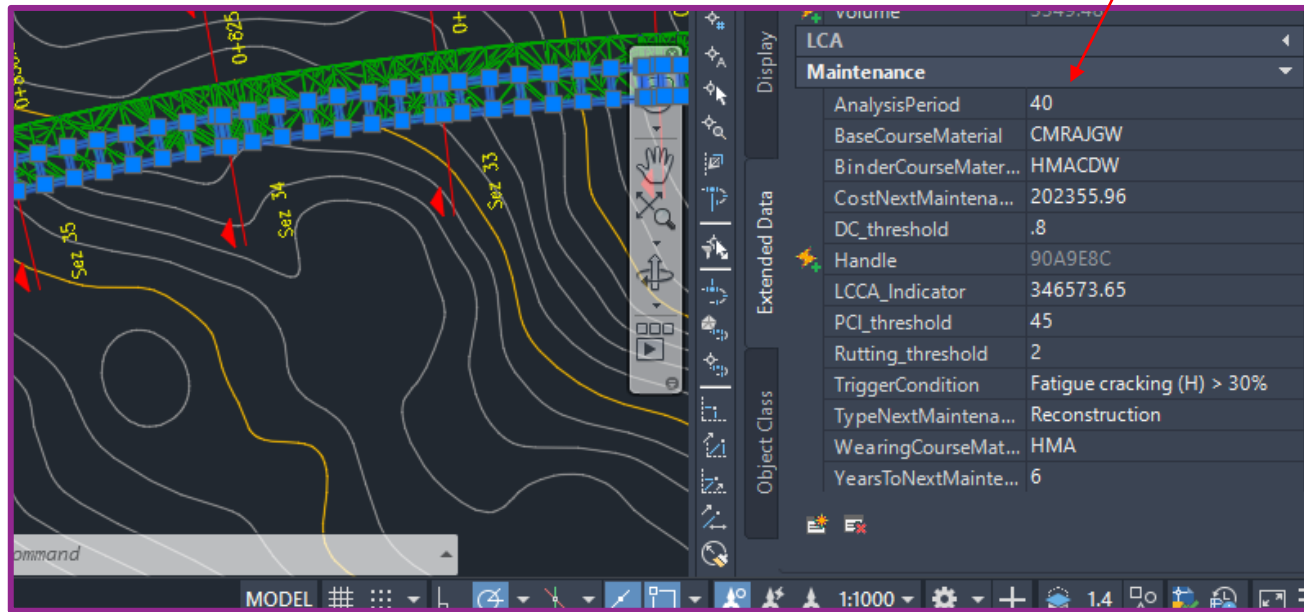 0+625
Sez 35
Sez 34
Sez 33
ommand
Display
Extended Data
Object Class
Volume
LCA
Maintenance
AnalysisPeriod 40
BaseCourseMaterial CMRAJGW
BinderCourseMater... HMACDW
CostNextMaintena... 202355.96
DC_threshold .8
Handle 90A9E8C
LCCA_Indicator 346573.65
PCI_threshold 45
Rutting_threshold 2
TriggerCondition Fatigue cracking (H) > 30%
TypeNextMaintena... Reconstruction
WearingCourseMat... HMA
YearsToNextMainte... 6
MODEL 1:1000 1.4